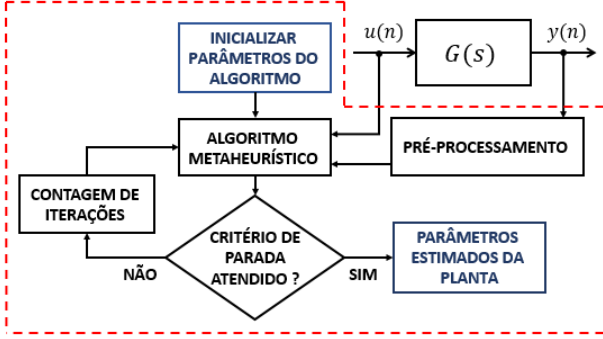 INICIALIZAR
PARÂMETROS DO
ALGORITMO
u(n)
G(s)
y(n)
ALGORITMO
METAHEURÍSTICO
PRÉ-PROCESSAMENTO
CONTAGEM DE
ITERAÇÕES
CRITÉRIO DE
PARADA
ATENDIDO ?
NÃO
SIM
PARÂMETROS
ESTIMADOS DA
PLANTA